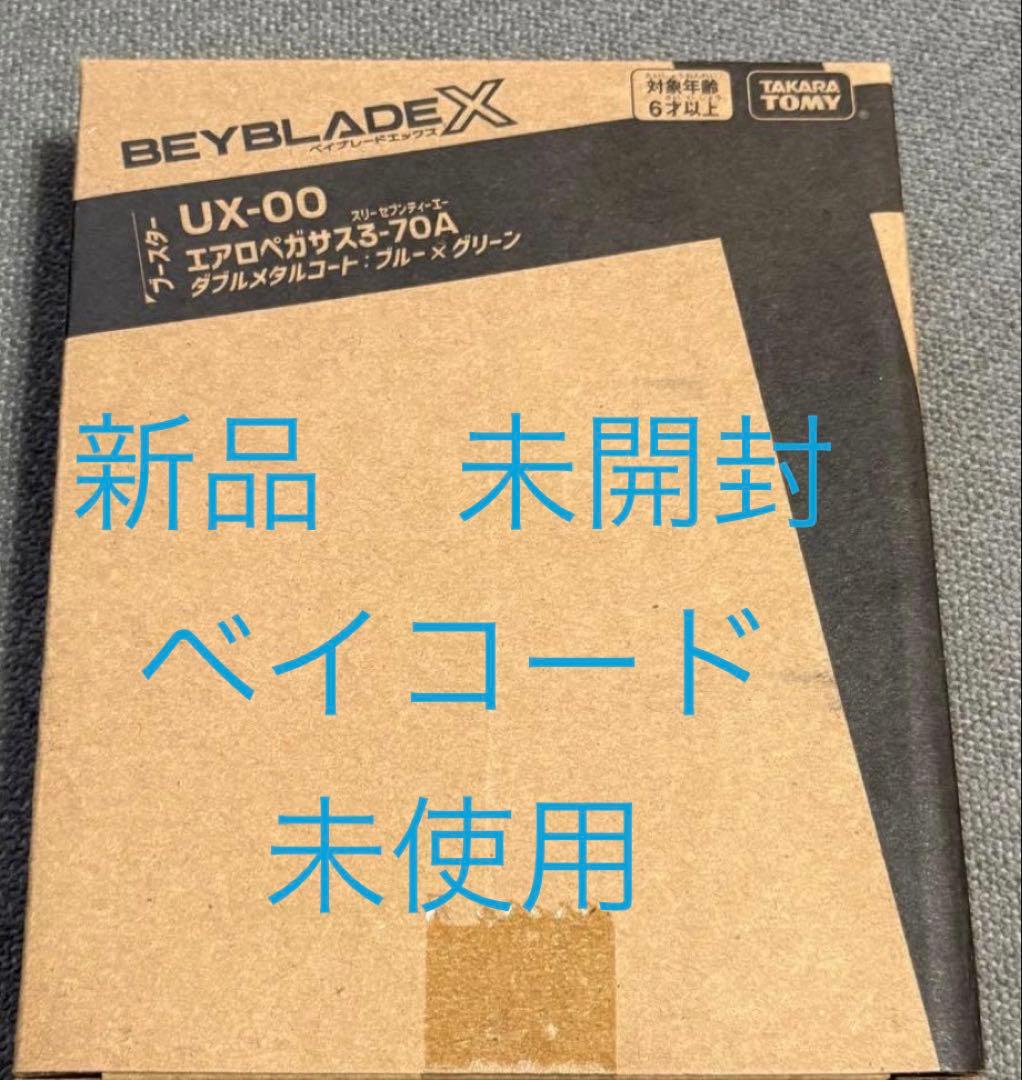 BEYBLADE X
ベイブレードエックス
対象年齢
6才以上
TAKARA
TOMY
ブースター
UX-00
スリーセブンティーエー
エアロペガサス3-70A
ダブルメタルコート:ブルー×グリーン
新品　未開封
ベイコード
未使用